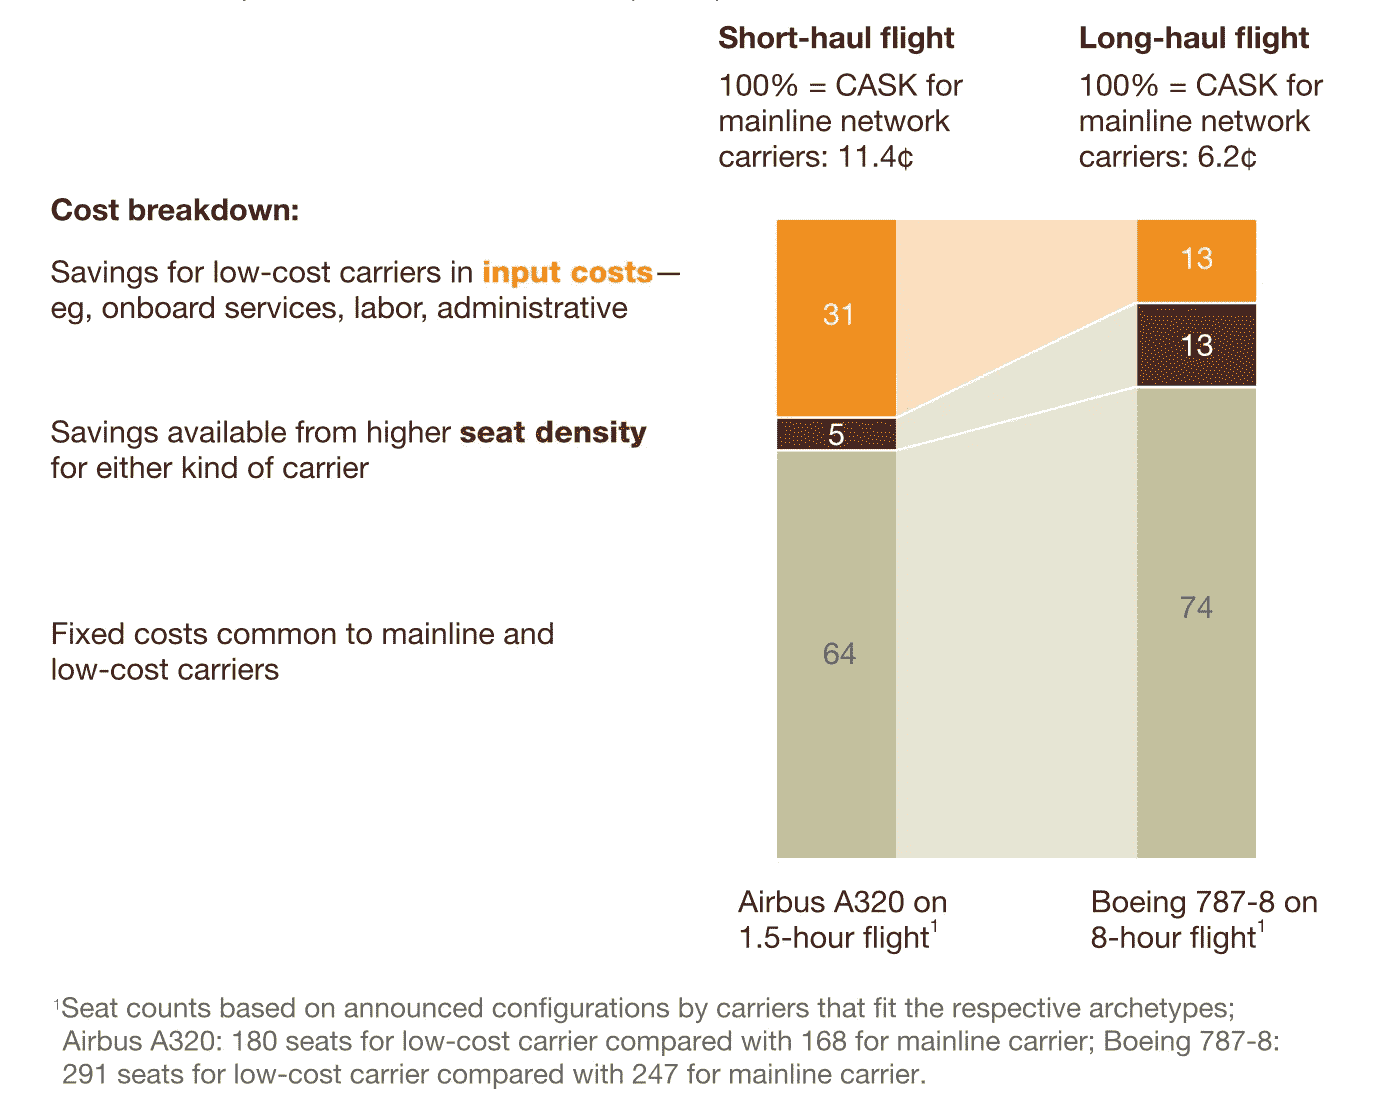 Short-haul flight
100% = CASK for
mainline network
carriers: 11.4¢
Long-haul flight
100% = CASK for
mainline network
carriers: 6.2¢
Cost breakdown:
Savings for low-cost carriers in input costs—
eg, onboard services, labor, administrative
Savings available from higher seat density
for either kind of carrier
Fixed costs common to mainline and
low-cost carriers
31
5
64
13
13
74
Airbus A320 on
1.5-hour flight¹
Boeing 787-8 on
8-hour flight¹
¹Seat counts based on announced configurations by carriers that fit the respective archetypes;
Airbus A320: 180 seats for low-cost carrier compared with 168 for mainline carrier; Boeing 787-8:
291 seats for low-cost carrier compared with 247 for mainline carrier.